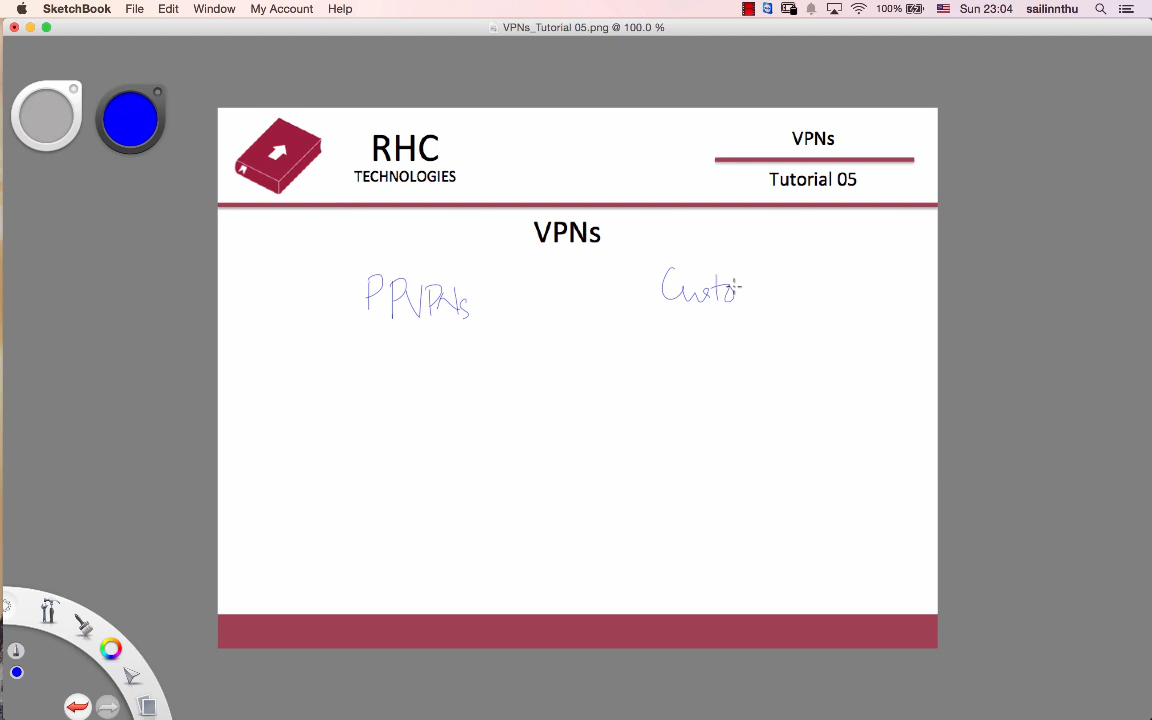 SketchBook File Edit Window My Account Help 100% Sun 23:04 sailinnthu
VPNs_Tutorial 05.png @ 100.0 %
RHC
TECHNOLOGIES
VPNs
Tutorial 05
VPNs
PPVPNs Custo